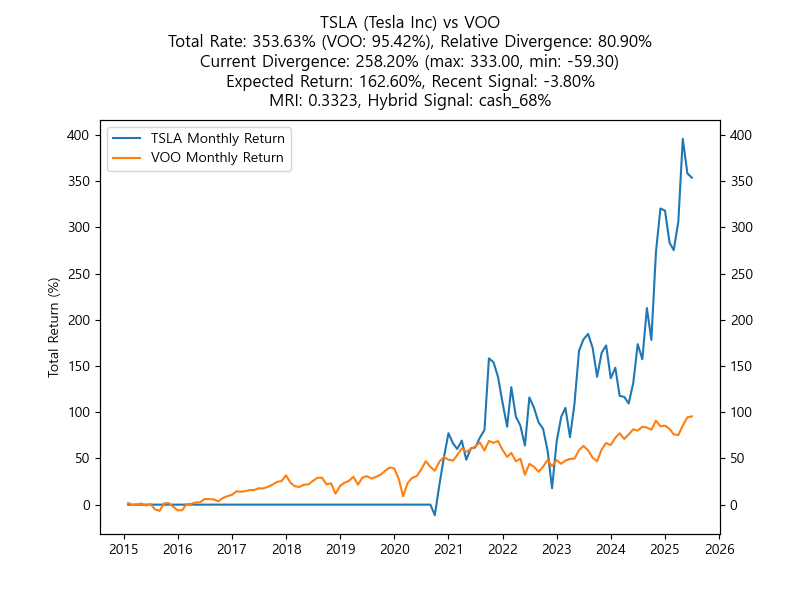 TSLA (Tesla Inc) vs VOO
Total Rate: 353.63% (VOO: 95.42%), Relative Divergence: 80.90%
Current Divergence: 258.20% (max: 333.00, min: -59.30)
Expected Return: 162.60%, Recent Signal: -3.80%
MRI: 0.3323, Hybrid Signal: cash_68%
TSLA Monthly Return
VOO Monthly Return
Total Return (%)
400
350
300
250
200
150
100
50
0
400
350
300
250
200
150
100
50
0
2015 2016 2017 2018 2019 2020 2021 2022 2023 2024 2025 2026